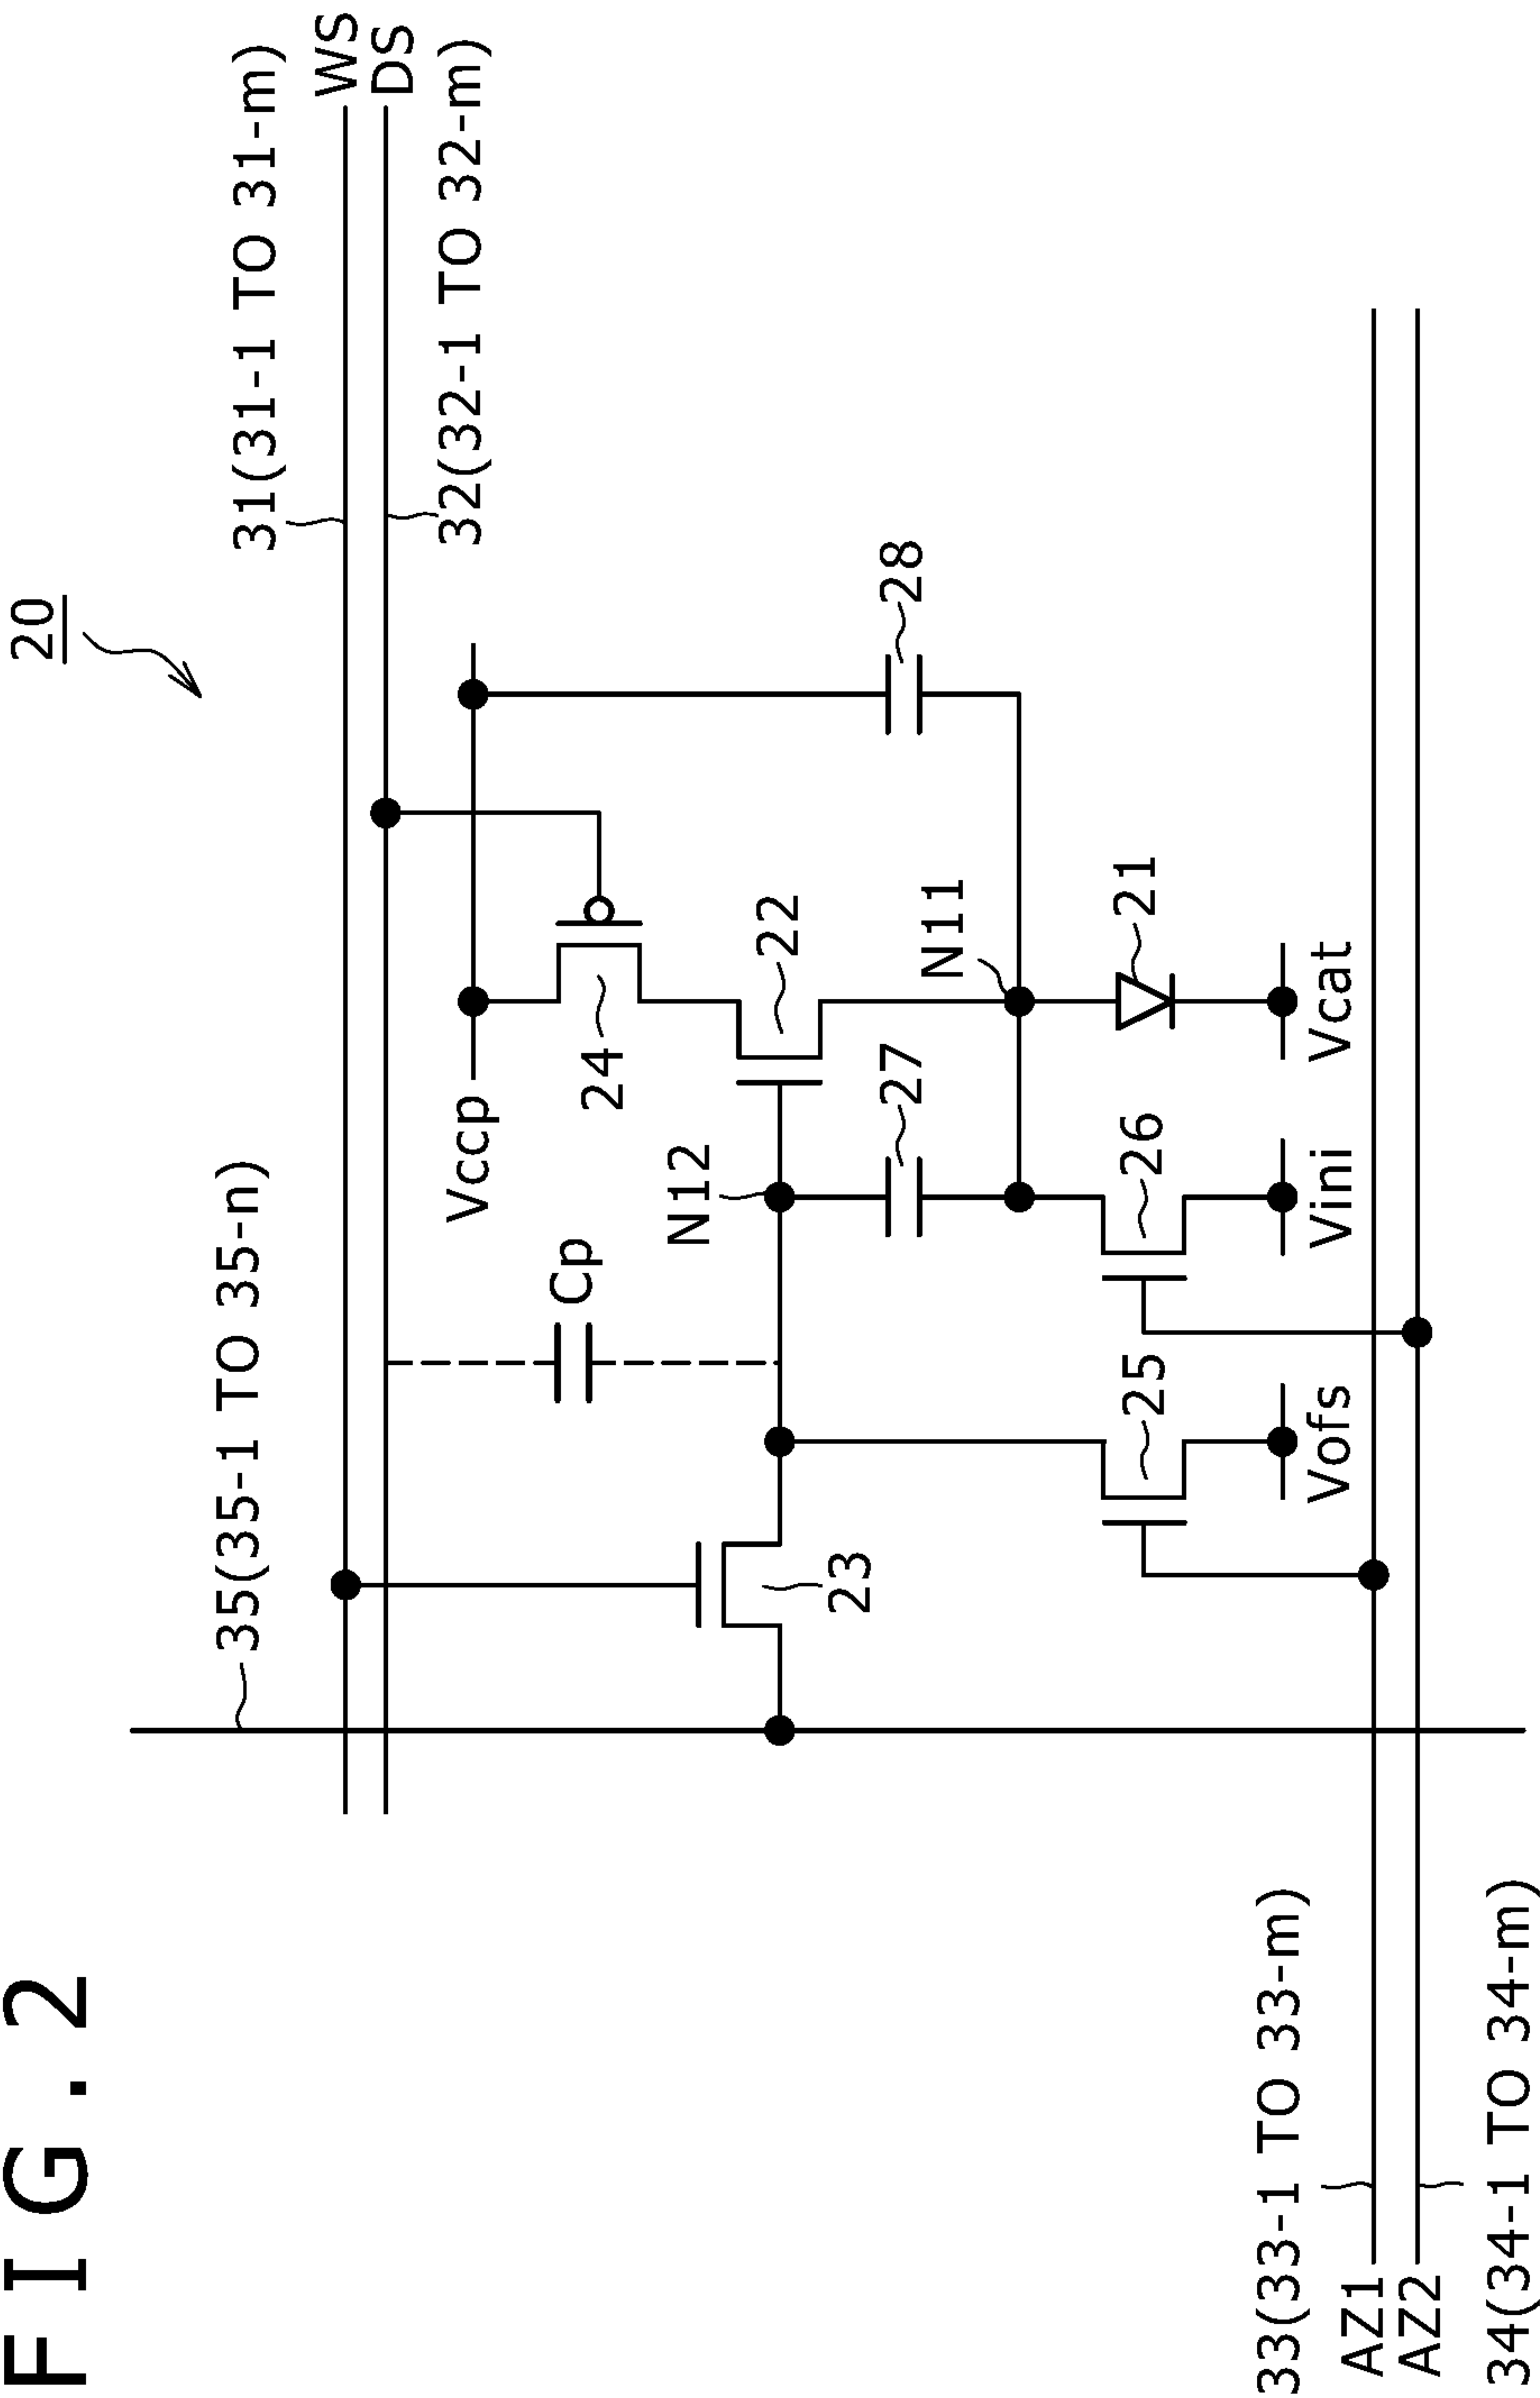 FIG. 2
20
35(35-1 TO 35-n)
31(31-1 TO 31-m)
WS
DS
32(32-1 TO 32-m)
Vccp
24
Cp
N12
22
23
27
N11
28
25
26
21
Vofs
Vini
Vcat
33(33-1 TO 33-m)
AZ1
AZ2
34(34-1 TO 34-m)